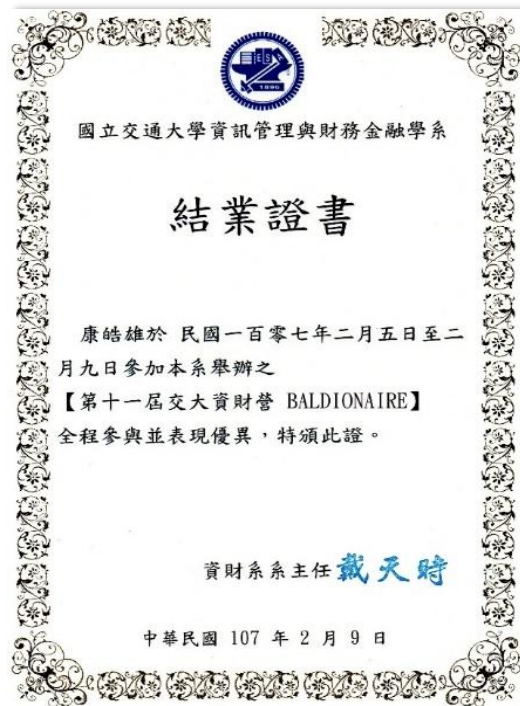 1896
國立交通大學資訊管理與財務金融學系
結業證書
康皓雄於 民國一百零七年二月五日至二
月九日參加本系舉辦之
【第十一屆交大資財營 BALDIONAIRE】
全程參與並表現優異，特頒此證。
資財系系主任 戴天時
中華民國 107 年 2 月 9 日